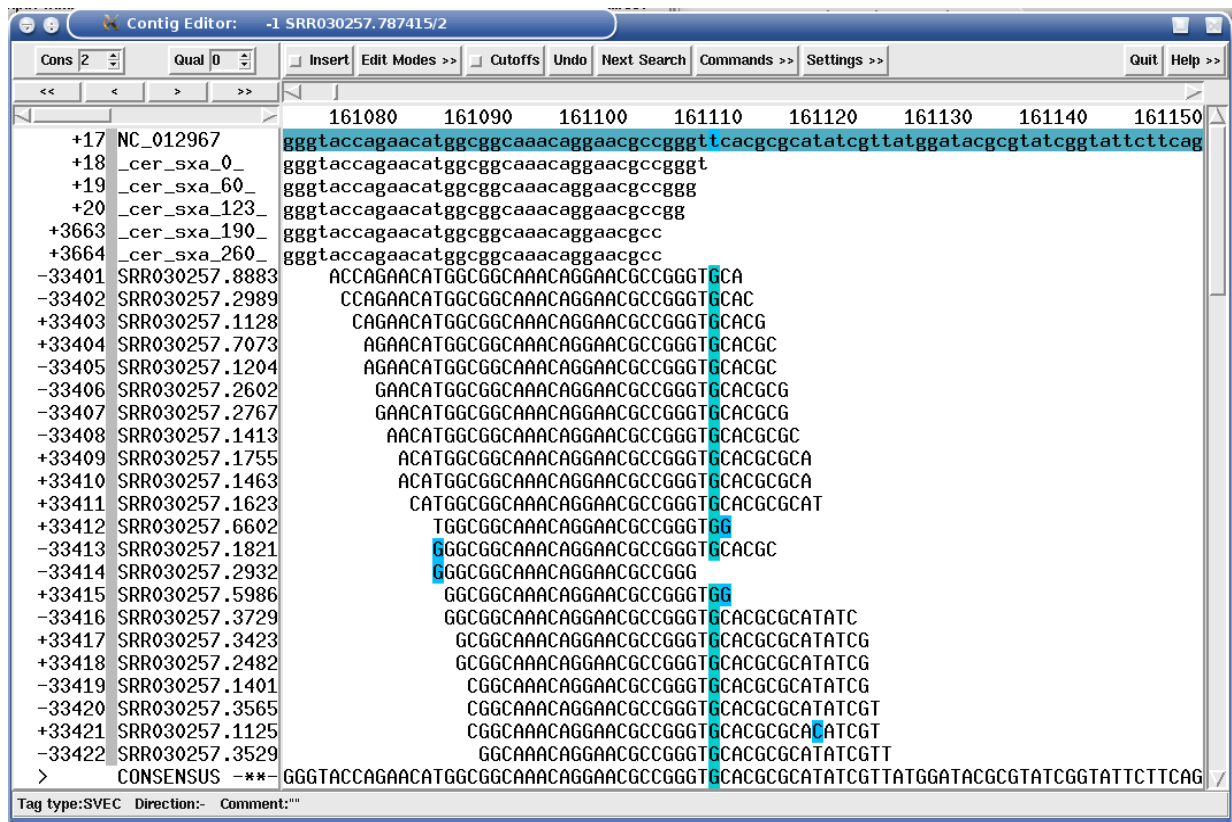 Contig Editor: -1 SRR030257.787415/2
Cons 2 Qual 0 Insert Edit Modes >> Cutoffs Undo Next Search Commands >> Settings >> Quit Help >>
<< < > >>
161080 161090 161100 161110 161120 161130 161140 161150
+17 NC_012967 gggtaccagaacatggcggcaaacaggaacgccgggttcacgcgcatatcgttatggatacgcgtatcggtattcttcag
+18 _cer_sxa_0_ gggtaccagaacatggcggcaaacaggaacgccgggt
+19 _cer_sxa_60_ gggtaccagaacatggcggcaaacaggaacgccggg
+20 _cer_sxa_123_ gggtaccagaacatggcggcaaacaggaacgccgg
+3663 _cer_sxa_190_ gggtaccagaacatggcggcaaacaggaacgcc
+3664 _cer_sxa_260_ gggtaccagaacatggcggcaaacaggaacgcc
-33401 SRR030257.8883 ACCAGAACATGGCGGCAAACAGGAACGCCGGGTGCA
-33402 SRR030257.2989 CCAGAACATGGCGGCAAACAGGAACGCCGGGTGCAC
+33403 SRR030257.1128 CAGAACATGGCGGCAAACAGGAACGCCGGGTGCACG
+33404 SRR030257.7073 AGAACATGGCGGCAAACAGGAACGCCGGGTGCACGC
-33405 SRR030257.1204 AGAACATGGCGGCAAACAGGAACGCCGGGTGCACGC
-33406 SRR030257.2602 GAACATGGCGGCAAACAGGAACGCCGGGTGCACGCG
-33407 SRR030257.2767 GAACATGGCGGCAAACAGGAACGCCGGGTGCACGCG
-33408 SRR030257.1413 AACATGGCGGCAAACAGGAACGCCGGGTGCACGCGC
+33409 SRR030257.1755 ACATGGCGGCAAACAGGAACGCCGGGTGCACGCGCA
+33410 SRR030257.1463 ACATGGCGGCAAACAGGAACGCCGGGTGCACGCGCA
+33411 SRR030257.1623 CATGGCGGCAAACAGGAACGCCGGGTGCACGCGCAT
+33412 SRR030257.6602 TGGCGGCAAACAGGAACGCCGGGTGG
-33413 SRR030257.1821 GGGCGGCAAACAGGAACGCCGGGTGCACGC
-33414 SRR030257.2932 GGGCGGCAAACAGGAACGCCGGG
+33415 SRR030257.5986 GGCGGCAAACAGGAACGCCGGGTGG
-33416 SRR030257.3729 GGCGGCAAACAGGAACGCCGGGTGCACGCGCATATC
+33417 SRR030257.3423 GCGGCAAACAGGAACGCCGGGTGCACGCGCATATCG
+33418 SRR030257.2482 GCGGCAAACAGGAACGCCGGGTGCACGCGCATATCG
-33419 SRR030257.1401 CGGCAAACAGGAACGCCGGGTGCACGCGCATATCG
-33420 SRR030257.3565 CGGCAAACAGGAACGCCGGGTGCACGCGCATATCGT
+33421 SRR030257.1125 CGGCAAACAGGAACGCCGGGTGCACGCGCACATCGT
-33422 SRR030257.3529 GGCAAACAGGAACGCCGGGTGCACGCGCATATCGTT
> CONSENSUS -**- GGGTACCAGAACATGGCGGCAAACAGGAACGCCGGGTGCACGCGCATATCGTTATGGATACGCGTATCGGTATTCTTCAG
Tag type:SVEC Direction:- Comment:""